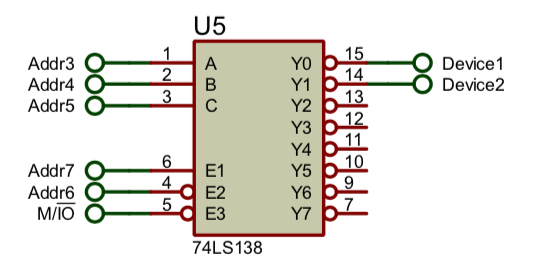 U5
Addr3 1 A Y0 15 Device1
Addr4 2 B Y1 14 Device2
Addr5 3 C Y2 13
Y3 12
Y4 11
Addr7 6 E1 Y5 10
Addr6 4 E2 Y6 9
M/I̅O̅ 5 E3 Y7 7
74LS138